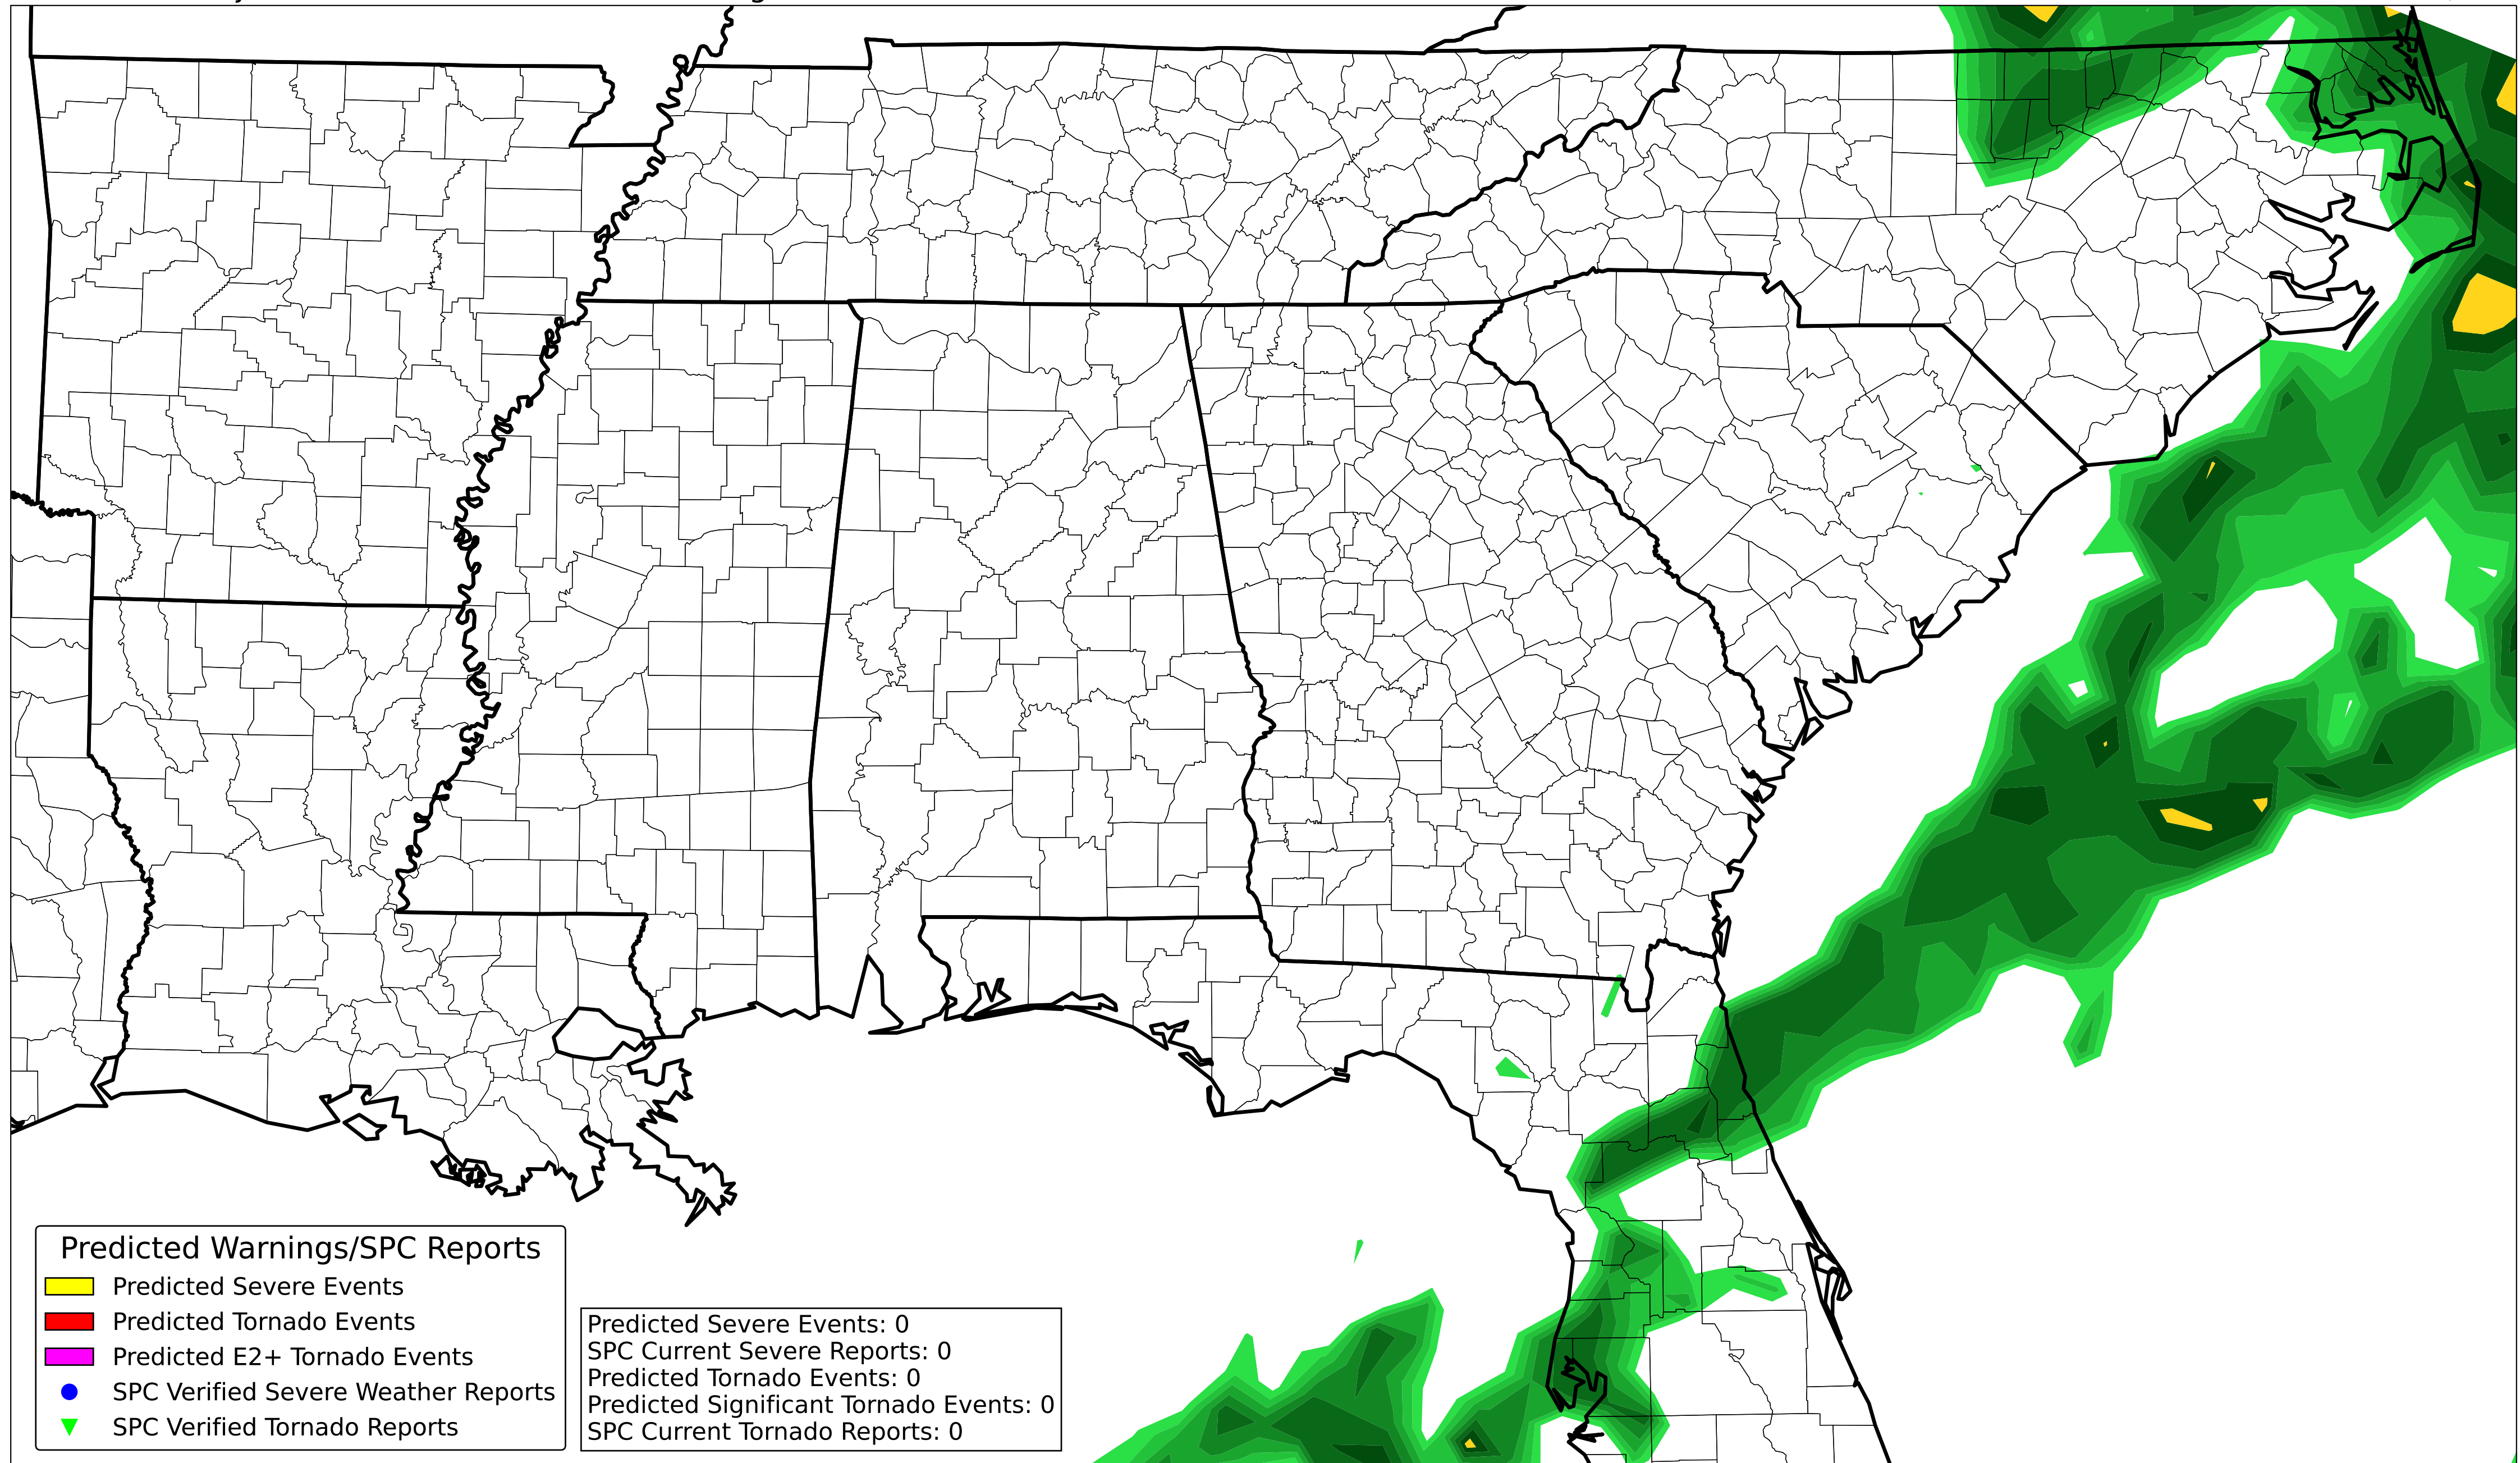 Predicted Warnings/SPC Reports
Predicted Severe Events
Predicted Tornado Events
Predicted E2+ Tornado Events
SPC Verified Severe Weather Reports
SPC Verified Tornado Reports
Predicted Severe Events: 0
SPC Current Severe Reports: 0
Predicted Tornado Events: 0
Predicted Significant Tornado Events: 0
SPC Current Tornado Reports: 0